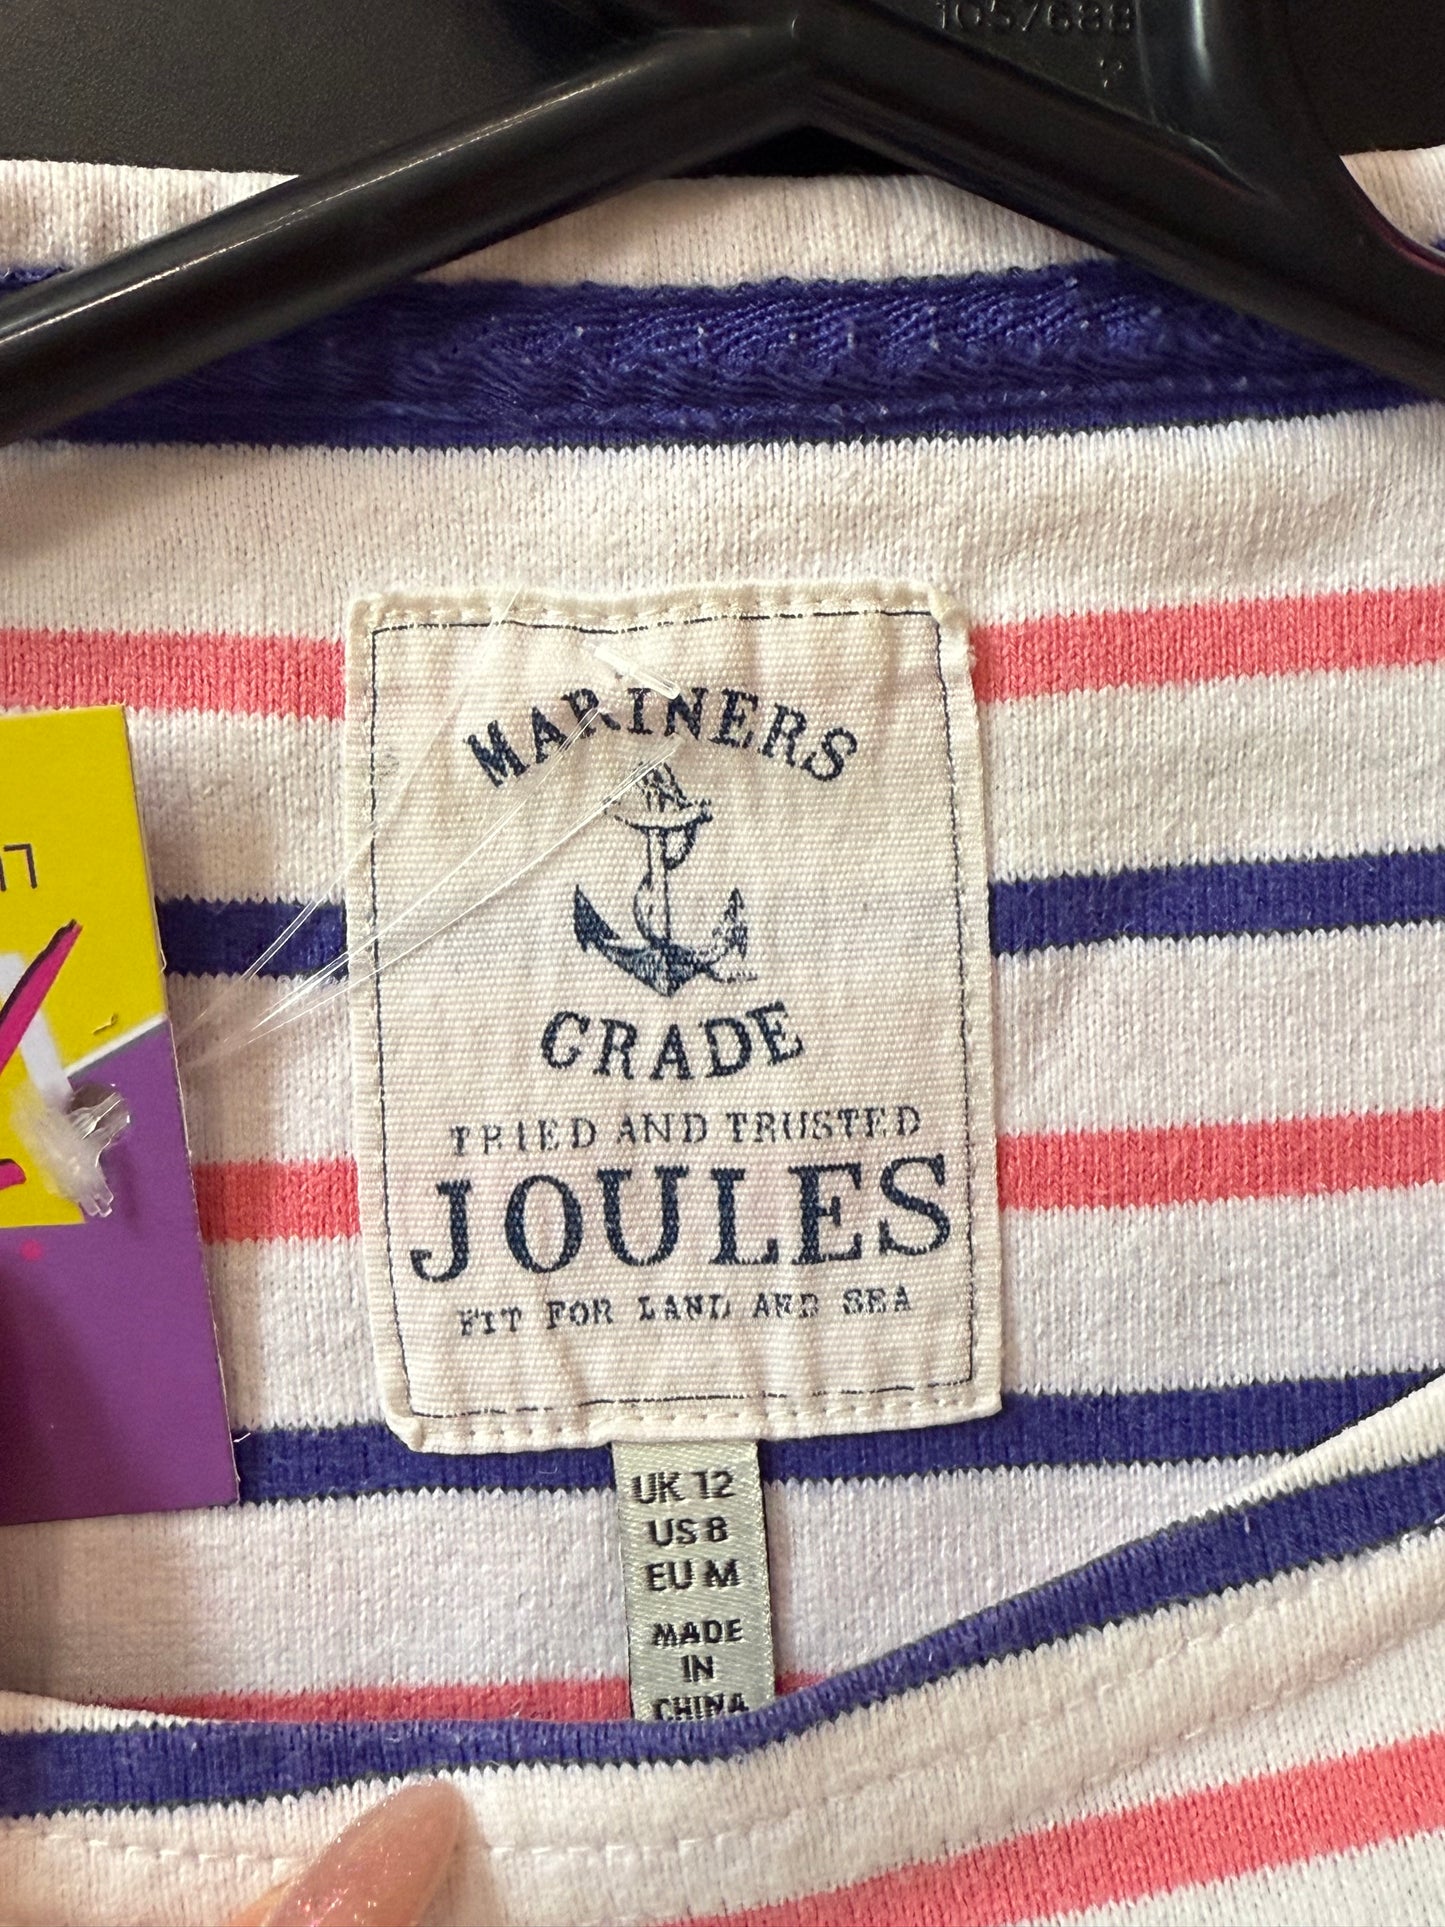 1057688
MARINERS
GRADE
TRIED AND TRUSTED
JOULES
FIT FOR LAND AND SEA
UK 12
US 8
EU M
MADE
IN
CHINA